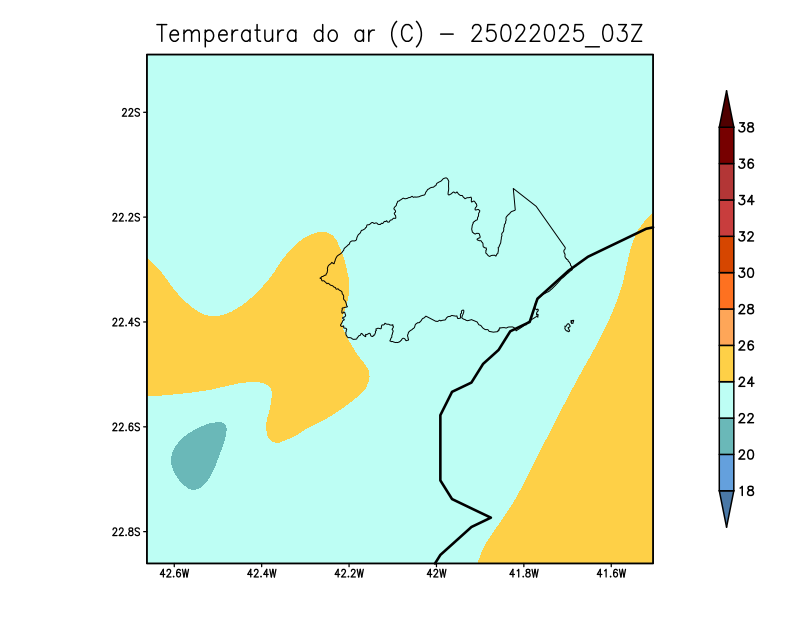 Temperatura do ar (C) - 25022025_03Z
22S
22.2S
22.4S
22.6S
22.8S
42.6W
42.4W
42.2W
42W
41.8W
41.6W
38
36
34
32
30
28
26
24
22
20
18